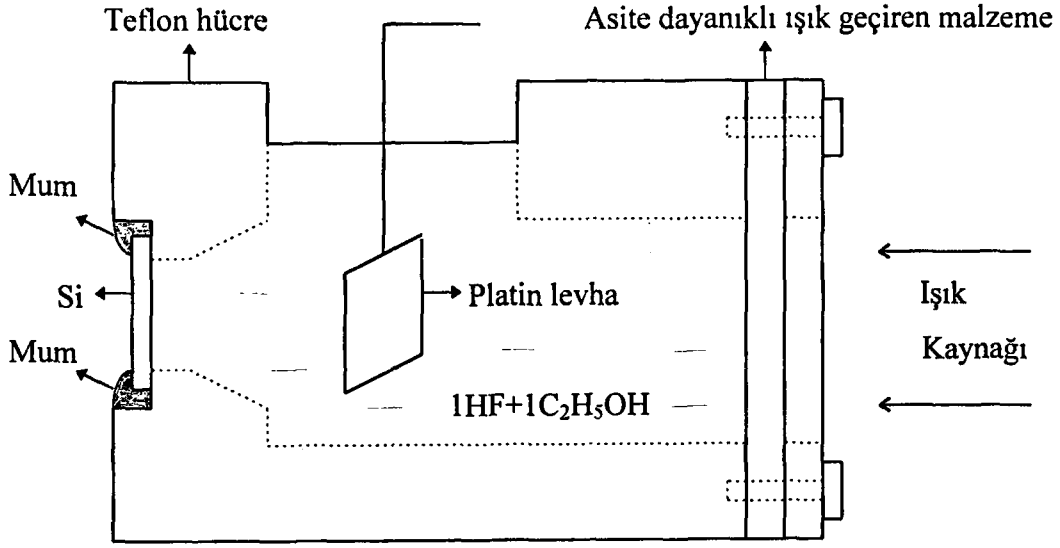 Teflon hücre
Asite dayanıklı ışık geçiren malzeme
Mum
Si
Platin levha
Işık
Mum
Kaynağı
1HF+1C₂H₅OH